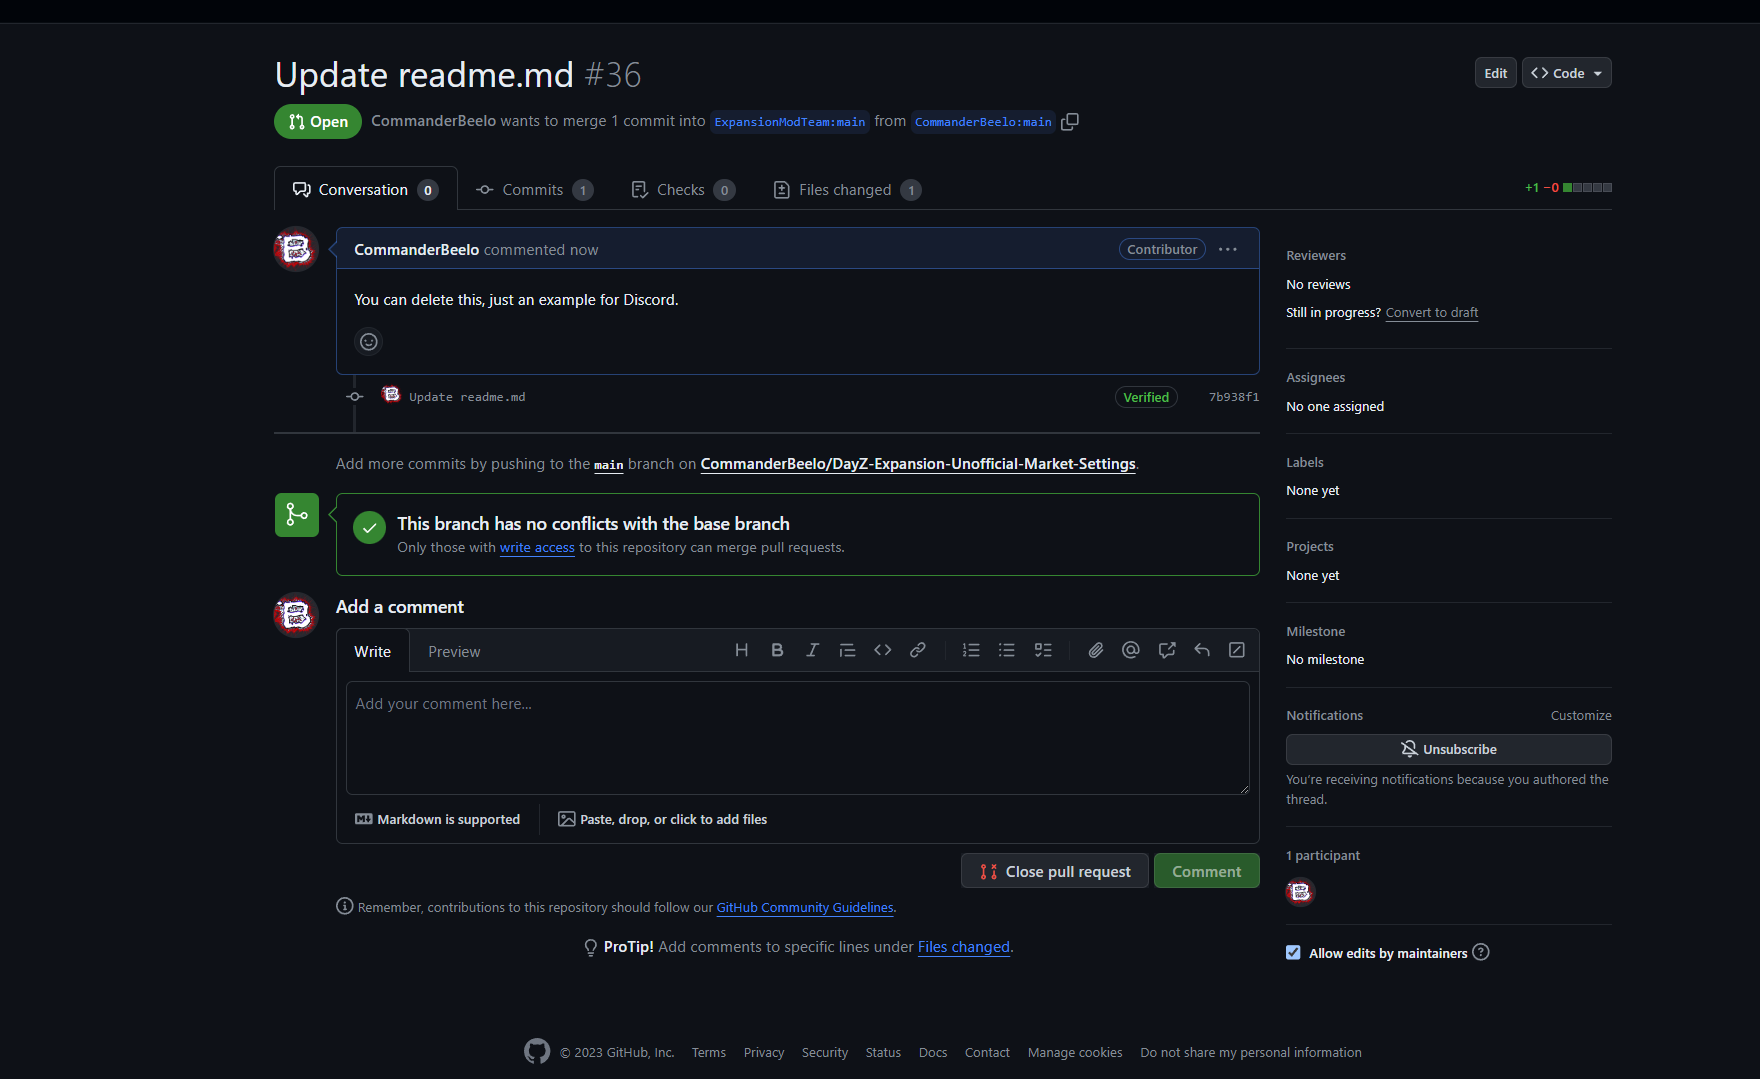 Update readme.md #36
Edit
Code
Open
CommanderBeelo wants to merge 1 commit into ExpansionModTeam:main from CommanderBeelo:main
Conversation 0
Commits 1
Checks 0
Files changed 1
+1 −0
CommanderBeelo commented now
Contributor
You can delete this, just an example for Discord.
Update readme.md
Verified
7b938f1
Add more commits by pushing to the main branch on CommanderBeelo/DayZ-Expansion-Unofficial-Market-Settings.
This branch has no conflicts with the base branch
Only those with write access to this repository can merge pull requests.
Add a comment
Write
Preview
Add your comment here...
Markdown is supported
Paste, drop, or click to add files
Close pull request
Comment
Remember, contributions to this repository should follow our GitHub Community Guidelines.
ProTip! Add comments to specific lines under Files changed.
Reviewers
No reviews
Still in progress? Convert to draft
Assignees
No one assigned
Labels
None yet
Projects
None yet
Milestone
No milestone
Notifications
Customize
Unsubscribe
You're receiving notifications because you authored the
thread.
1 participant
Allow edits by maintainers
© 2023 GitHub, Inc.
Terms
Privacy
Security
Status
Docs
Contact
Manage cookies
Do not share my personal information